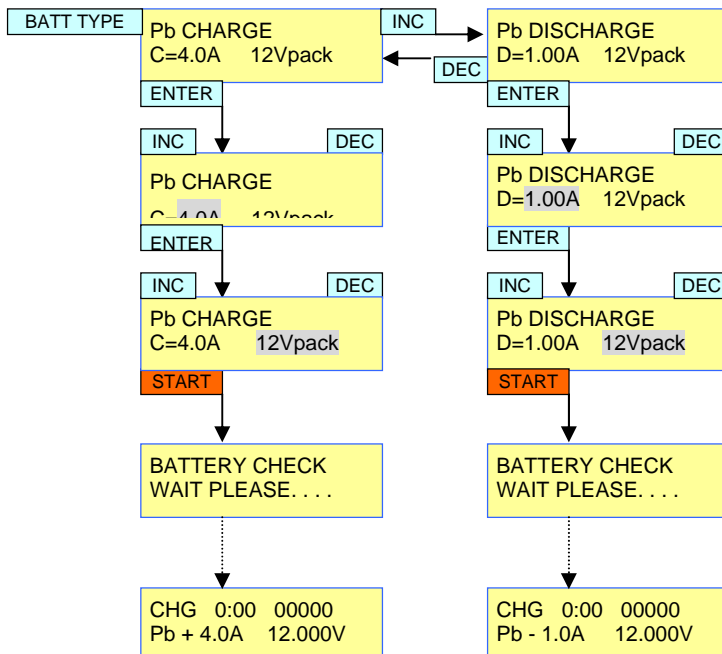 BATT TYPE
Pb CHARGE
C=4.0A 12Vpack
INC
DEC
Pb DISCHARGE
D=1.00A 12Vpack
ENTER
ENTER
INC
DEC
Pb CHARGE
C=4.0A 12Vpack
ENTER
INC
DEC
Pb DISCHARGE
D=1.00A 12Vpack
ENTER
INC
DEC
Pb CHARGE
C=4.0A 12Vpack
START
INC
DEC
Pb DISCHARGE
D=1.00A 12Vpack
START
BATTERY CHECK
WAIT PLEASE. . . .
BATTERY CHECK
WAIT PLEASE. . . .
CHG 0:00 00000
Pb + 4.0A 12.000V
CHG 0:00 00000
Pb - 1.0A 12.000V